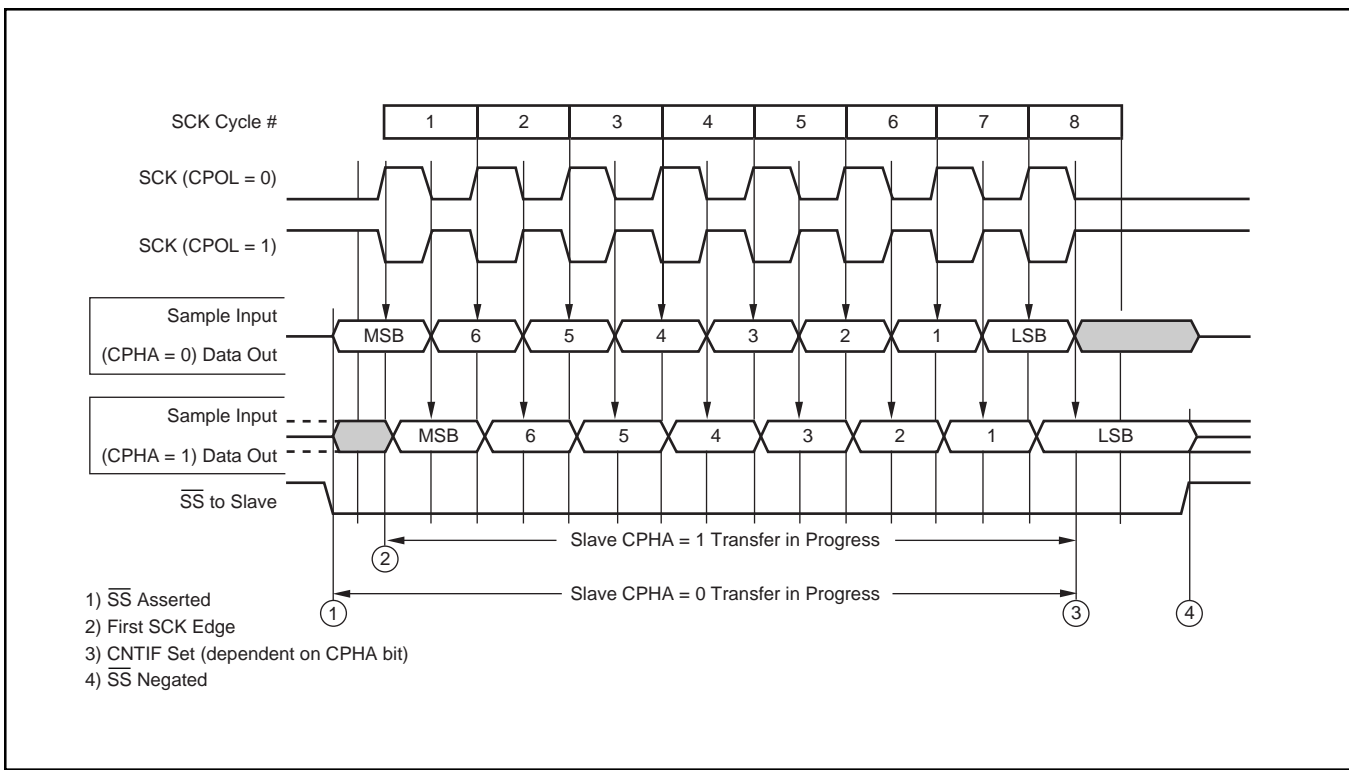 SCK Cycle # 1 2 3 4 5 6 7 8
SCK (CPOL = 0)
SCK (CPOL = 1)
Sample Input
MSB 6 5 4 3 2 1 LSB
(CPHA = 0) Data Out
Sample Input
MSB 6 5 4 3 2 1 LSB
(CPHA = 1) Data Out
SS to Slave
Slave CPHA = 1 Transfer in Progress
2
Slave CPHA = 0 Transfer in Progress
1 3 4
1) SS Asserted
2) First SCK Edge
3) CNTIF Set (dependent on CPHA bit)
4) SS Negated